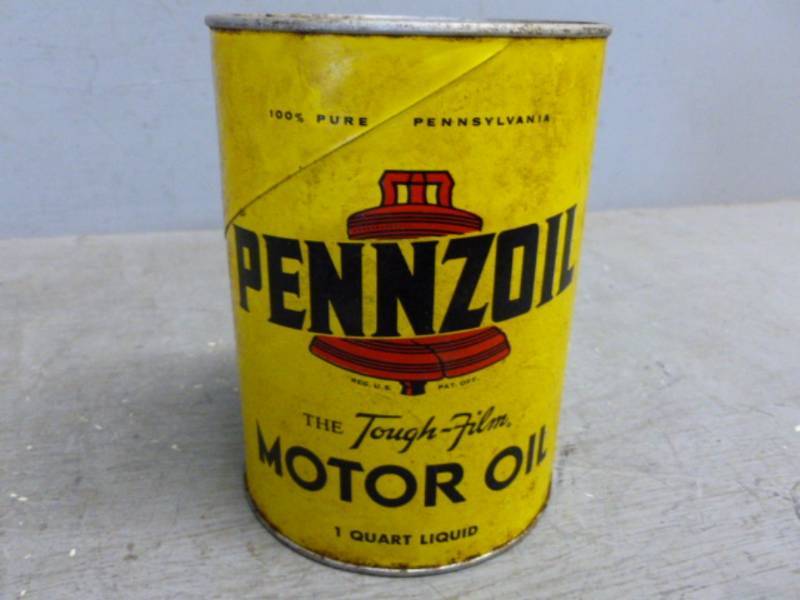 100% PURE PENNSYLVANIA
PENNZOIL
REG. U.S. PAT. OFF.
THE Tough-Film
MOTOR OIL
1 QUART LIQUID